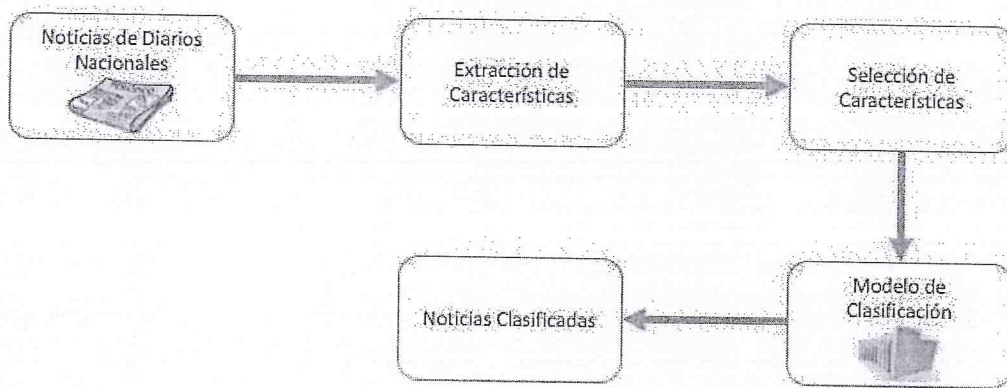 Noticias de Diarios
Nacionales
Extracción de
Características
Selección de
Características
Modelo de
Clasificación
Noticias Clasificadas